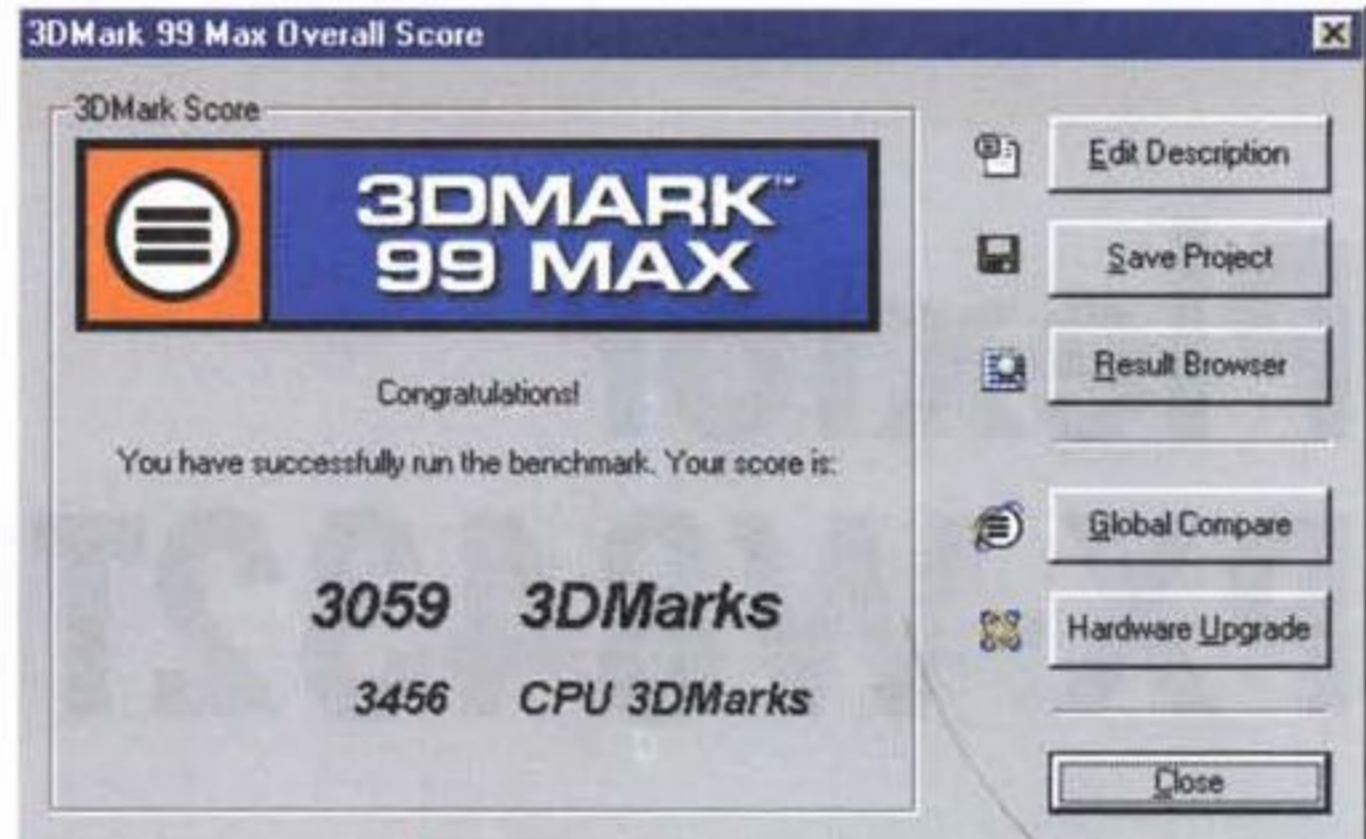 3DMark 99 Max Overall Score
3DMark Score
3DMARK™
99 MAX
Congratulations!
You have successfully run the benchmark. Your score is:
3059 3DMarks
3456 CPU 3DMarks
Edit Description
Save Project
Result Browser
Global Compare
Hardware Upgrade
Close